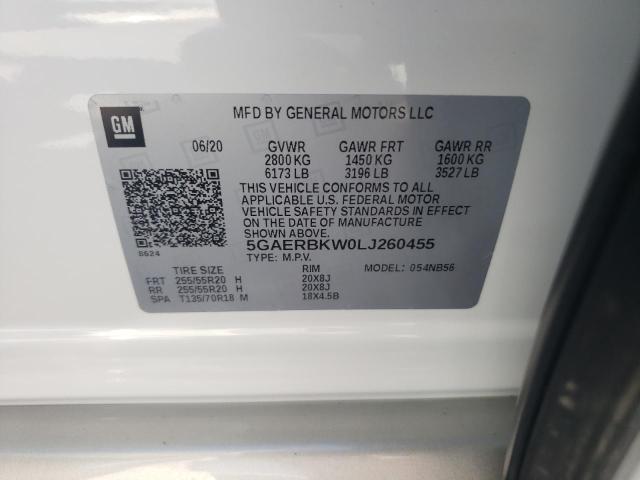 MFD BY GENERAL MOTORS LLC
GM
06/20 GVWR GAWR FRT GAWR RR
2800 KG 1450 KG 1600 KG
6173 LB 3196 LB 3527 LB
THIS VEHICLE CONFORMS TO ALL
APPLICABLE U.S. FEDERAL MOTOR
VEHICLE SAFETY STANDARDS IN EFFECT
ON THE DATE OF MANUFACTURE SHOWN ABOVE.
5GAERBKW0LJ260455
8624
TYPE: M.P.V. MODEL: 054NB56
TIRE SIZE RIM
FRT 255/55R20 H 20X8J
RR 255/55R20 H 20X8J
SPA T135/70R18 M 18X4.5B